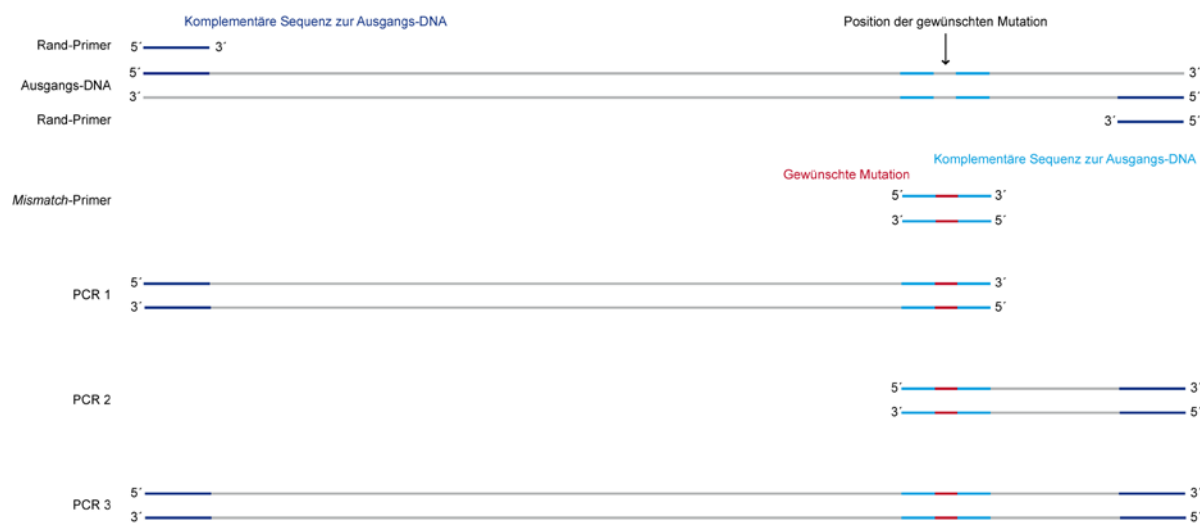 Komplementäre Sequenz zur Ausgangs-DNA
Position der gewünschten Mutation
Rand-Primer
5´ 3´
5´ 3´
Ausgangs-DNA
3´ 5´
Rand-Primer
3´ 5´
Komplementäre Sequenz zur Ausgangs-DNA
Gewünschte Mutation
5´ 3´
Mismatch-Primer
3´ 5´
5´ 3´
PCR 1
3´ 5´
5´ 3´
PCR 2
3´ 5´
5´ 3´
PCR 3
3´ 5´